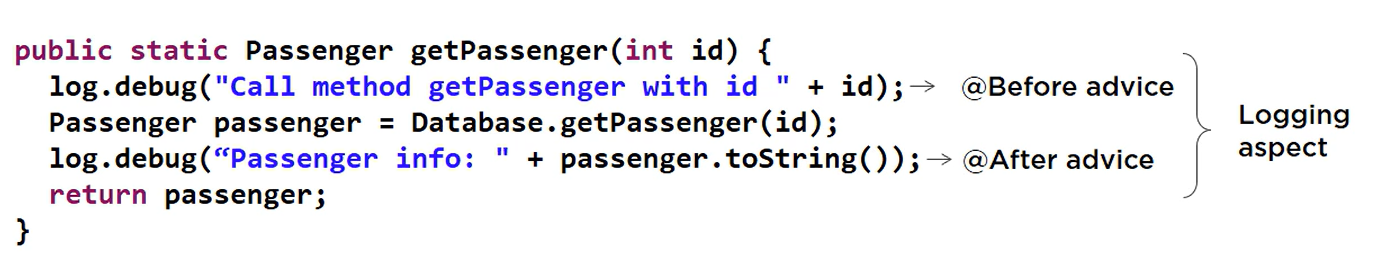 public static Passenger getPassenger(int id) {
log.debug("Call method getPassenger with id " + id);→ @Before advice
Passenger passenger = Database.getPassenger(id);
log.debug(“Passenger info: " + passenger.toString());→ @After advice
return passenger;
}
Logging
aspect